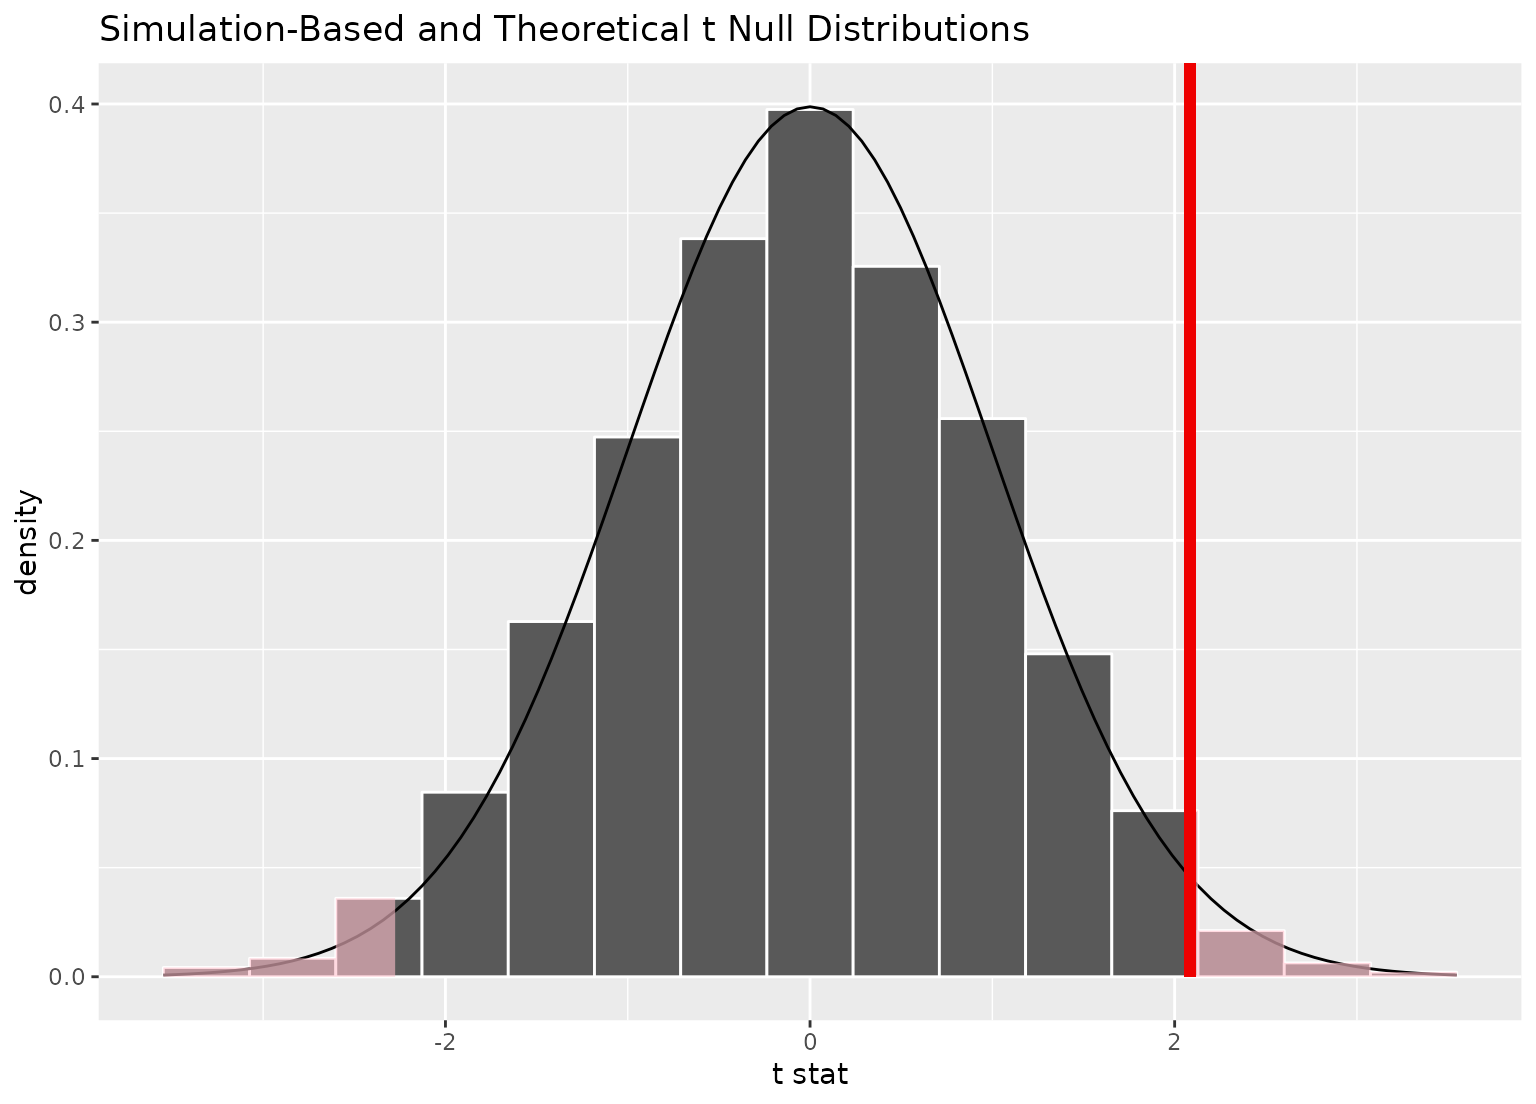 Simulation-Based and Theoretical t Null Distributions
0.4
0.3
0.2
0.1
0.0
density
-2 0 2
t stat